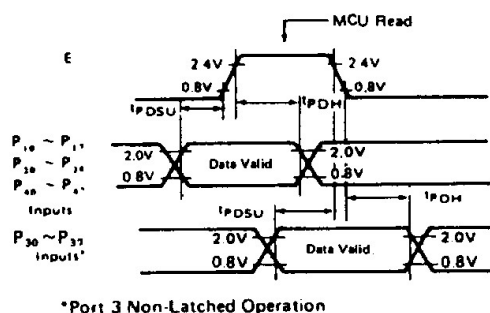 MCU Read
E
2.4V
2.4V
0.8V
0.8V
tPDSU
tPDH
P10 ~ P17
P20 ~ P24
P40 ~ P47
Inputs
2.0V
0.8V
Data Valid
2.0V
0.8V
tPDSU
tPDH
P30~P37
Inputs*
2.0V
0.8V
Data Valid
2.0V
0.8V
*Port 3 Non-Latched Operation